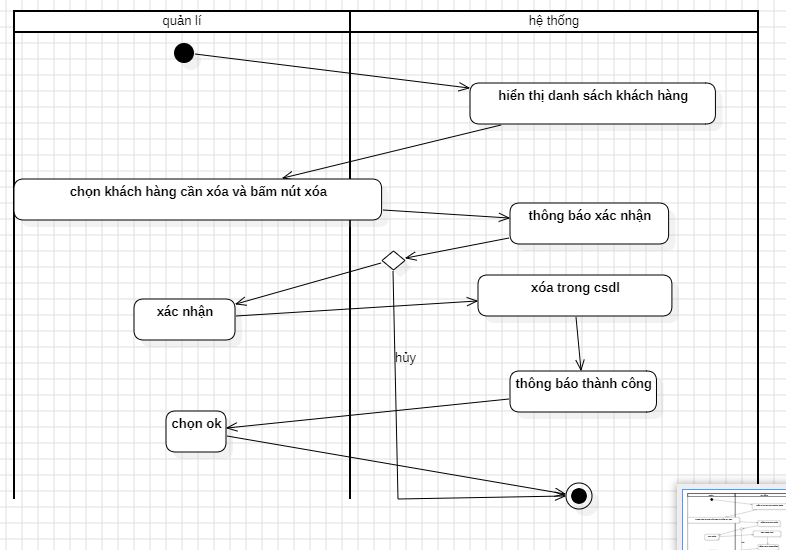 quản lí
hệ thống
hiển thị danh sách khách hàng
chọn khách hàng cần xóa và bấm nút xóa
thông báo xác nhận
xóa trong csdl
xác nhận
hủy
thông báo thành công
chọn ok